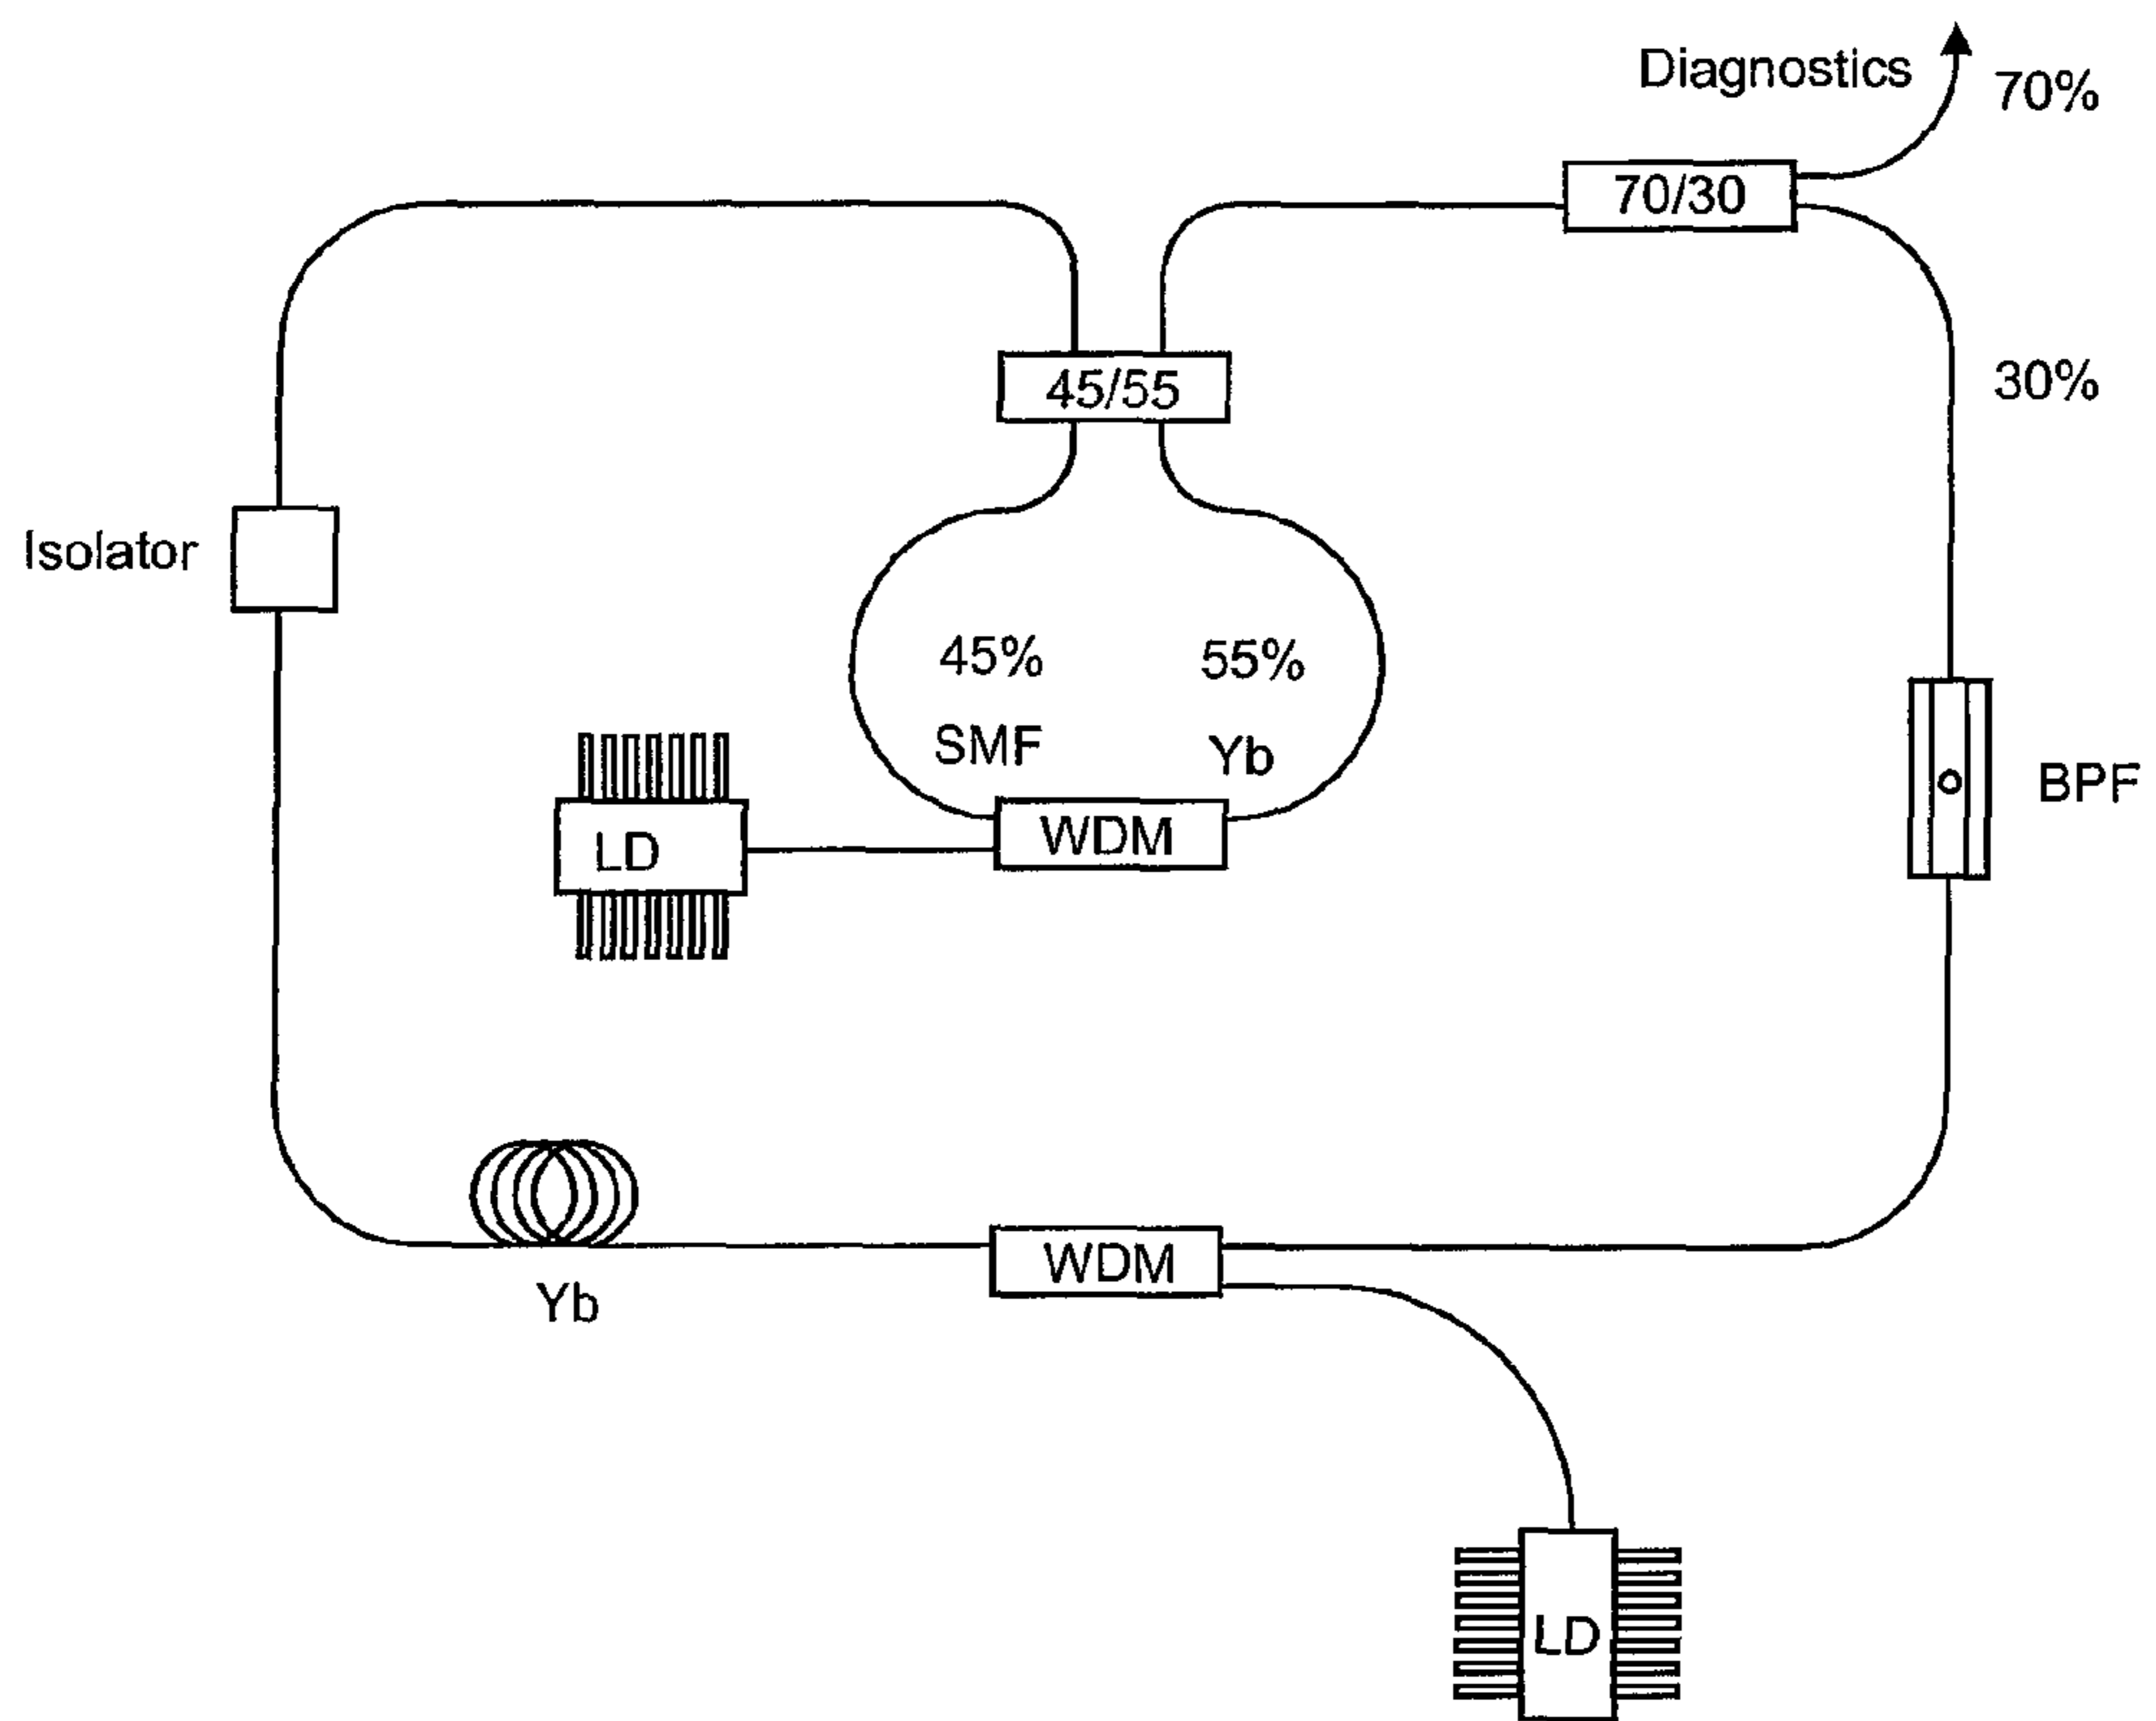 Diagnostics
70%
70/30
45/55
30%
Isolator
45%
55%
SMF
Yb
BPF
LD
WDM
WDM
Yb
LD